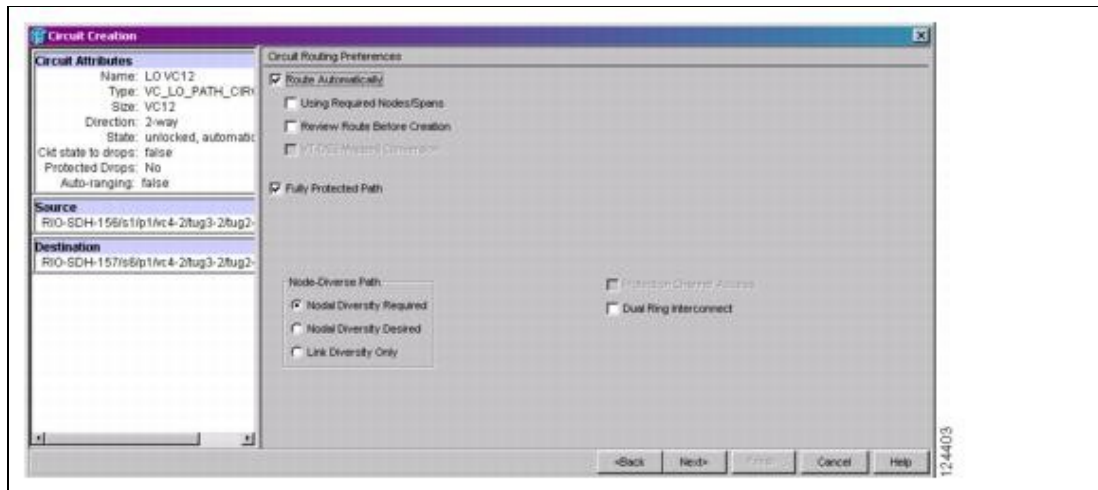 Circuit Creation
Circuit Attributes
Name: LO VC12
Type: VC_LO_PATH_CIR
Size: VC12
Direction: 2-way
State: unlocked, automatic
Ckt state to drops: false
Protected Drops: No
Auto-ranging: false
Source
RIO-SDH-156/s1/p1/vc4-2/tug3-2/tug2-
Destination
RIO-SDH-157/s6/p1/vc4-2/tug3-2/tug2-
Circuit Routing Preferences
Route Automatically
Using Required Nodes/Spans
Review Route Before Creation
Fully Protected Path
Node-Diverse Path
Nodal Diversity Required
Nodal Diversity Desired
Link Diversity Only
Protection Channel Access
Dual Ring Interconnect
<Back
Next>
Finish
Cancel
Help
124403